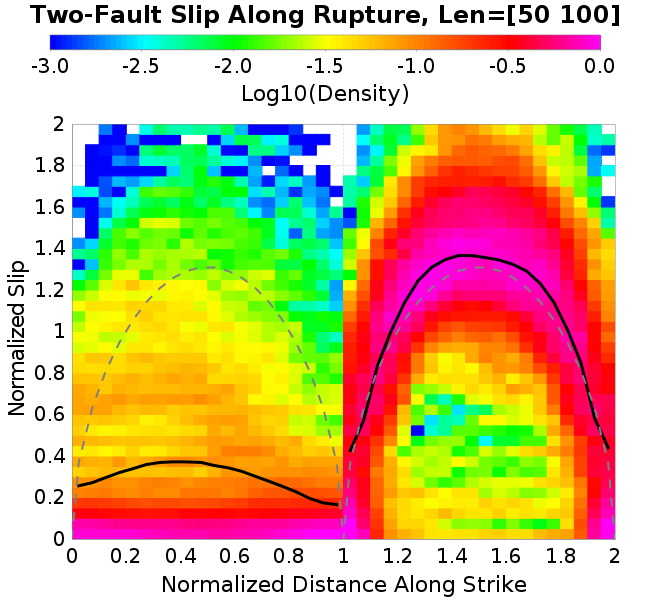 Two-Fault Slip Along Rupture, Len=[50 100]
-3.0 -2.5 -2.0 -1.5 -1.0 -0.5 0.0
Log10(Density)
2
1.8
1.6
1.4
1.2
1
0.8
0.6
0.4
0.2
0
Normalized Slip
0 0.2 0.4 0.6 0.8 1 1.2 1.4 1.6 1.8 2
Normalized Distance Along Strike